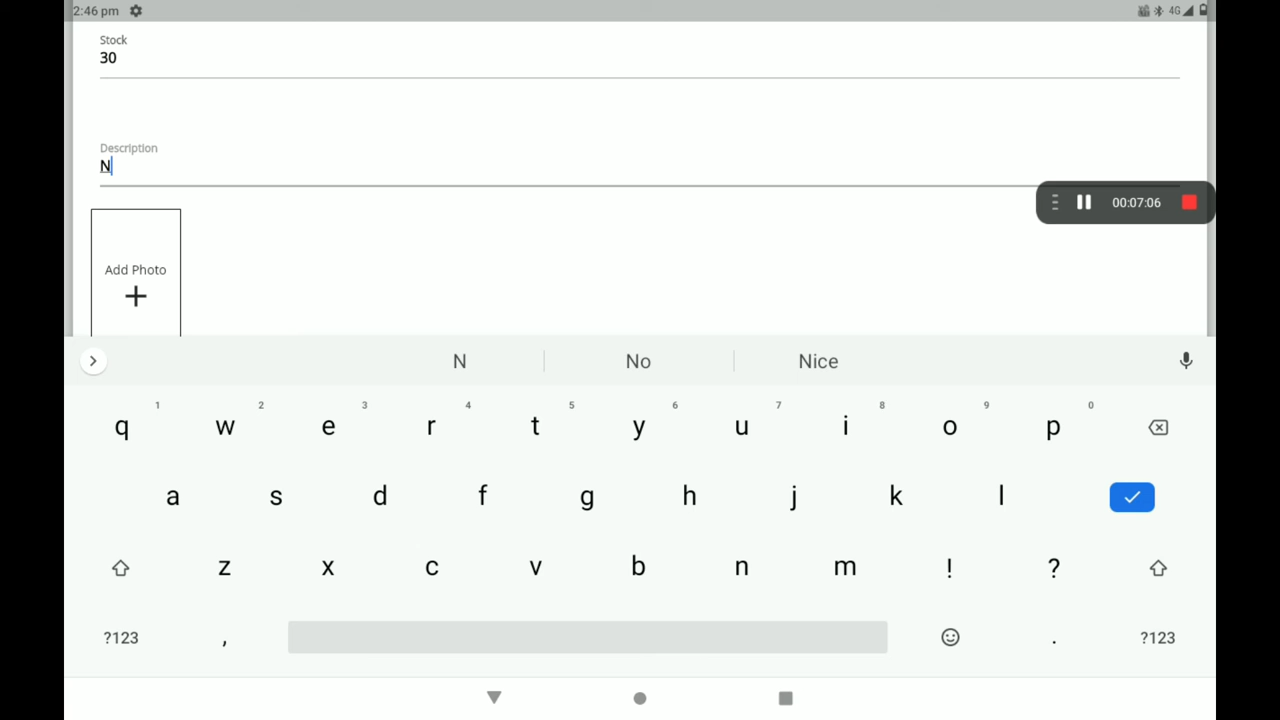 2:46 pm 4G
Stock
30
Description
N
00:07:06
Add Photo
N No Nice
1 2 3 4 5 6 7 8 9 0
q w e r t y u i o p
a s d f g h j k l
z x c v b n m ! ?
?123 , . ?123